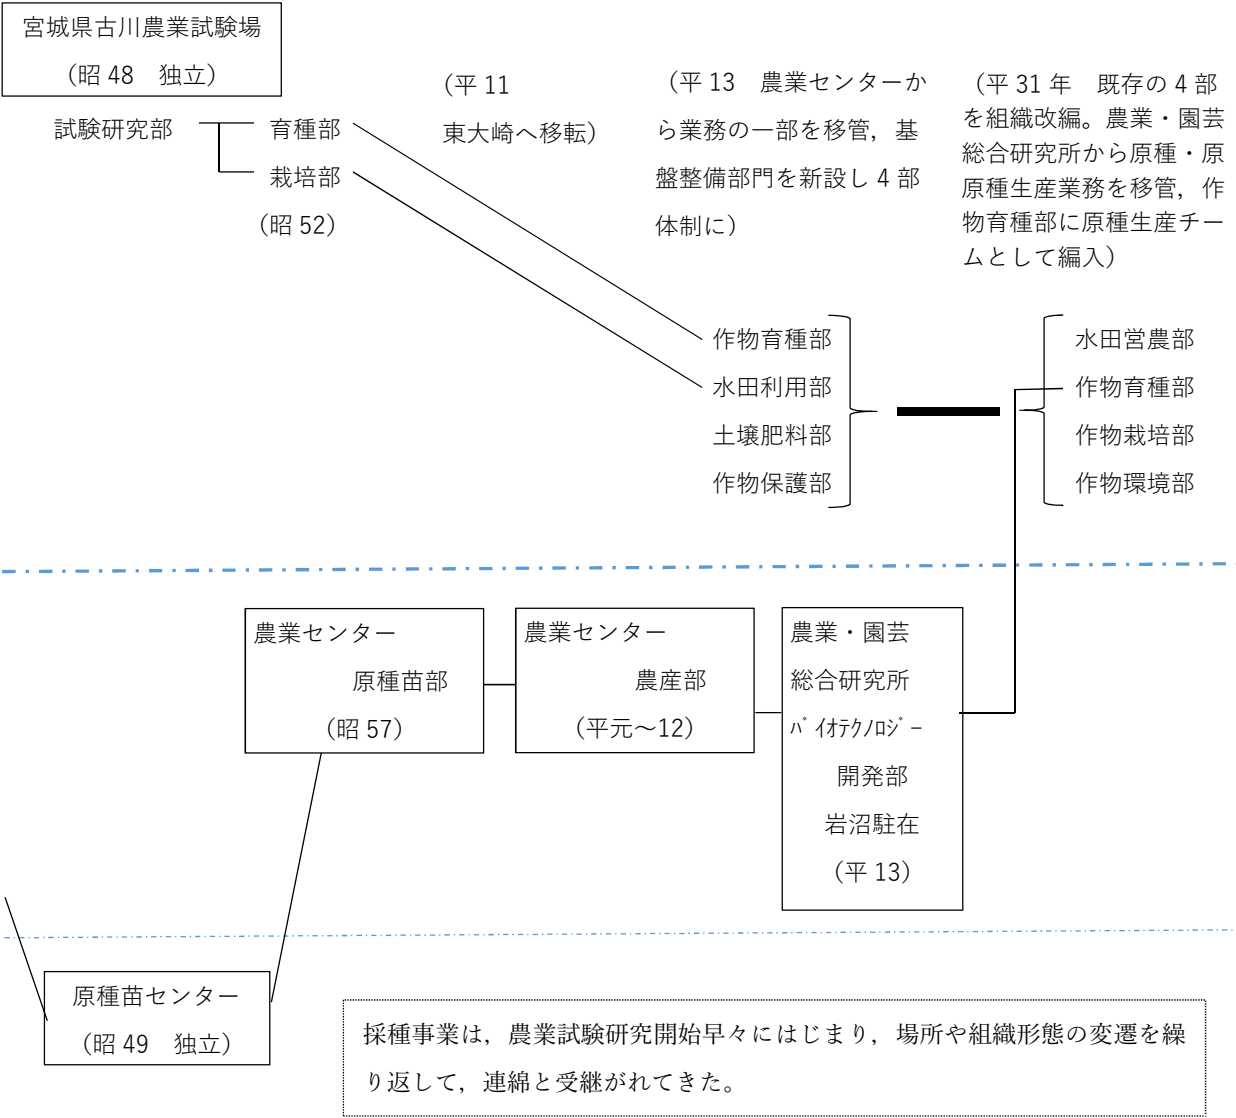 宮城県古川農業試験場
（昭 48　独立）
試験研究部
育種部
栽培部
（昭 52）
（平 11
東大崎へ移転）
（平 13　農業センターか
ら業務の一部を移管，基
盤整備部門を新設し 4 部
体制に）
（平 31 年　既存の 4 部
を組織改編。農業・園芸
総合研究所から原種・原
原種生産業務を移管，作
物育種部に原種生産チー
ムとして編入）
作物育種部
水田利用部
土壌肥料部
作物保護部
水田営農部
作物育種部
作物栽培部
作物環境部
農業センター
原種苗部
（昭 57）
農業センター
農産部
（平元～12）
農業・園芸
総合研究所
ﾊﾞｲｵﾃｸﾉﾛｼﾞｰ
開発部
岩沼駐在
（平 13）
原種苗センター
（昭 49　独立）
採種事業は，農業試験研究開始早々にはじまり，場所や組織形態の変遷を繰
り返して，連綿と受継がれてきた。